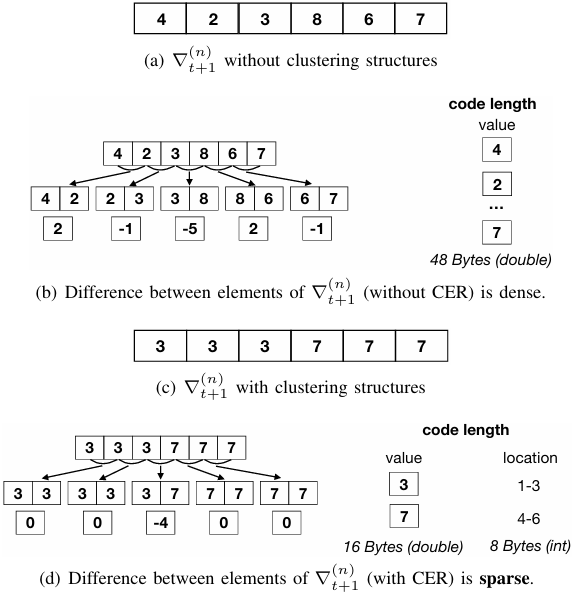 4 2 3 8 6 7
(a) ∇_{t+1}^{(n)} without clustering structures
code length
value
4 2 3 8 6 7
4
4 2 2 3 3 8 8 6 6 7
2
2 -1 -5 2 -1
...
7
48 Bytes (double)
(b) Difference between elements of ∇_{t+1}^{(n)} (without CER) is dense.
3 3 3 7 7 7
(c) ∇_{t+1}^{(n)} with clustering structures
code length
3 3 3 7 7 7
value location
3 3 3 3 3 7 7 7 7 7
3 1-3
0 0 -4 0 0
7 4-6
16 Bytes (double) 8 Bytes (int)
(d) Difference between elements of ∇_{t+1}^{(n)} (with CER) is sparse.